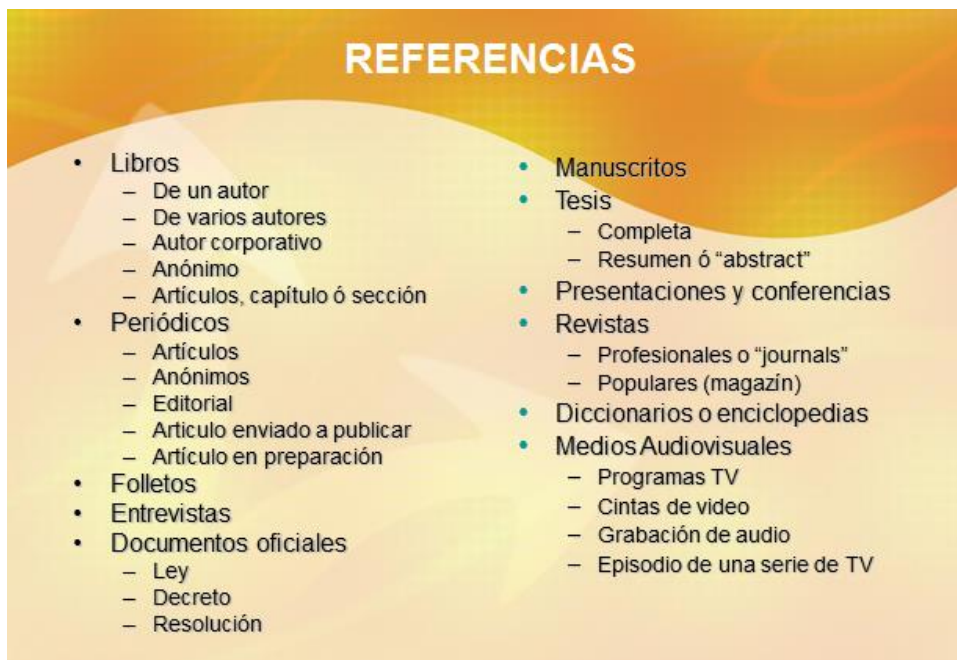 REFERENCIAS
• Libros
– De un autor
– De varios autores
– Autor corporativo
– Anónimo
– Artículos, capítulo ó sección
• Periódicos
– Artículos
– Anónimos
– Editorial
– Articulo enviado a publicar
– Artículo en preparación
• Folletos
• Entrevistas
• Documentos oficiales
– Ley
– Decreto
– Resolución
• Manuscritos
• Tesis
– Completa
– Resumen ó “abstract”
• Presentaciones y conferencias
• Revistas
– Profesionales o “journals”
– Populares (magazín)
• Diccionarios o enciclopedias
• Medios Audiovisuales
– Programas TV
– Cintas de video
– Grabación de audio
– Episodio de una serie de TV